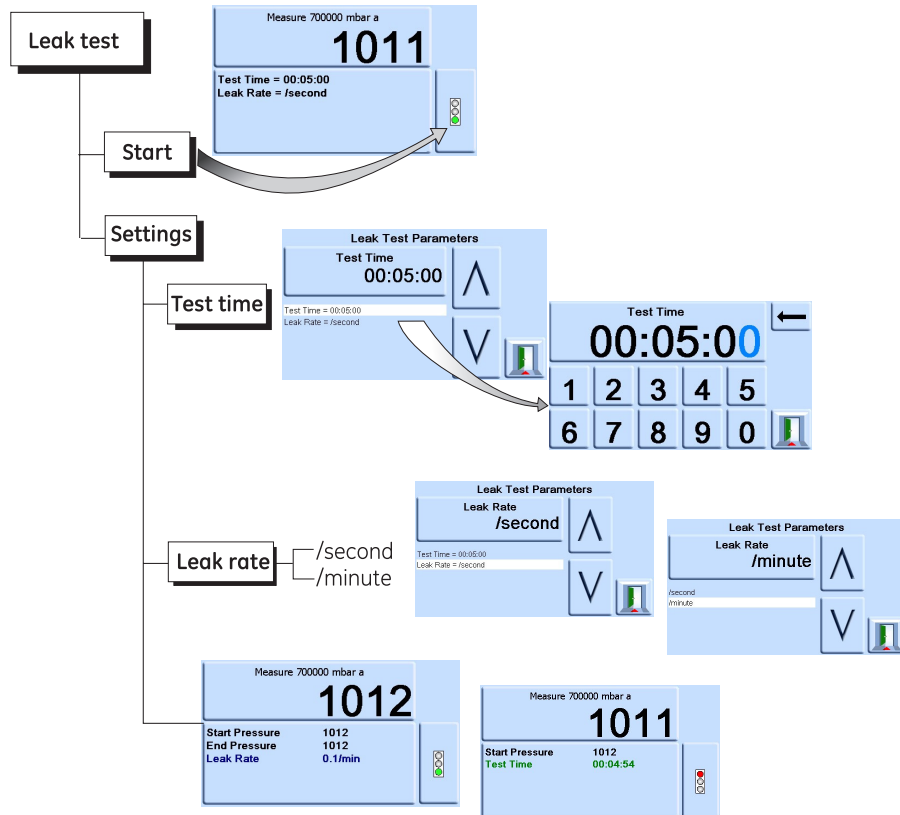 Leak test
Measure 700000 mbar a
1011
Test Time = 00:05:00
Leak Rate = /second
Start
Settings
Test time
Leak Test Parameters
Test Time
00:05:00
Test Time = 00:05:00
Leak Rate = /second
Test Time
00:05:00
1 2 3 4 5
6 7 8 9 0
Leak rate
/second
/minute
Leak Test Parameters
Leak Rate
/second
Test Time = 00:05:00
Leak Rate = /second
Leak Test Parameters
Leak Rate
/minute
/second
/minute
Measure 700000 mbar a
1012
Start Pressure 1012
End Pressure 1012
Leak Rate 0.1/min
Measure 700000 mbar a
1011
Start Pressure 1012
Test Time 00:04:54